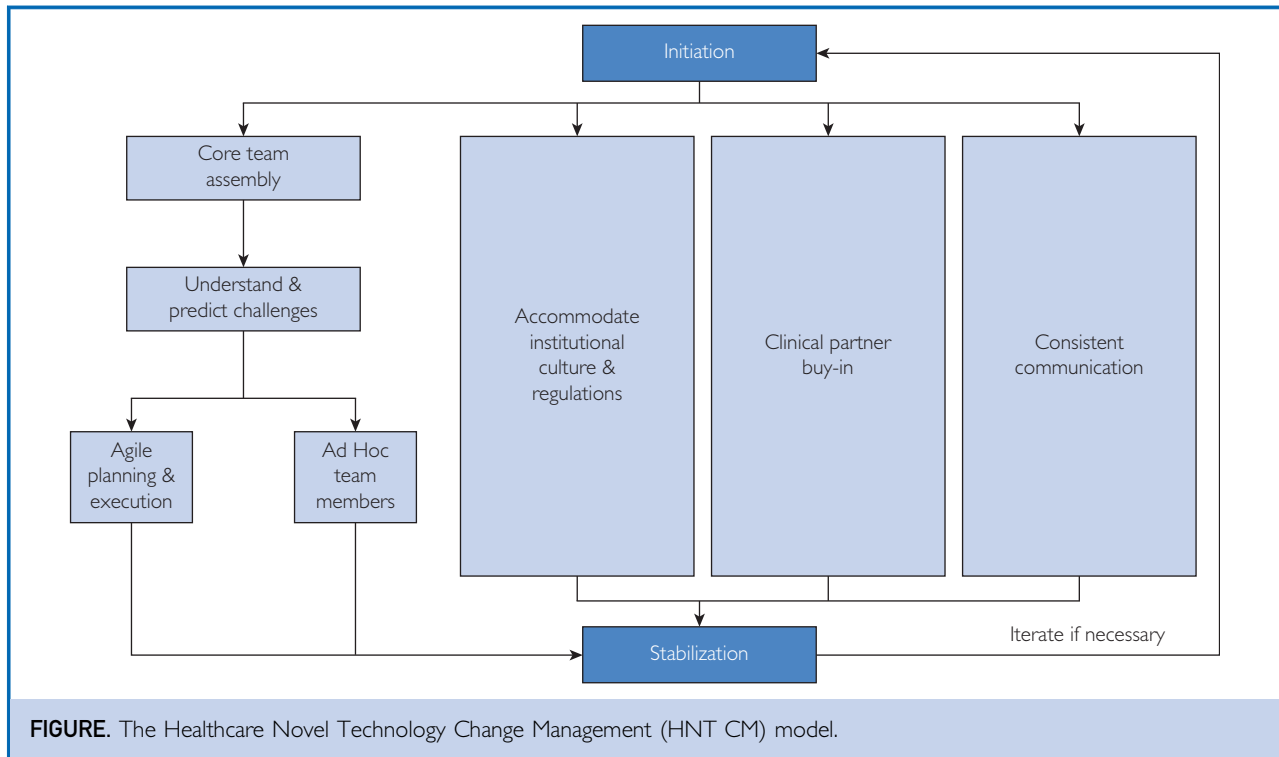 Initiation
Core team
assembly
Understand &
predict challenges
Agile
planning &
execution
Ad Hoc
team
members
Accommodate
institutional
culture &
regulations
Clinical partner
buy-in
Consistent
communication
Iterate if necessary
Stabilization
FIGURE. The Healthcare Novel Technology Change Management (HNT CM) model.